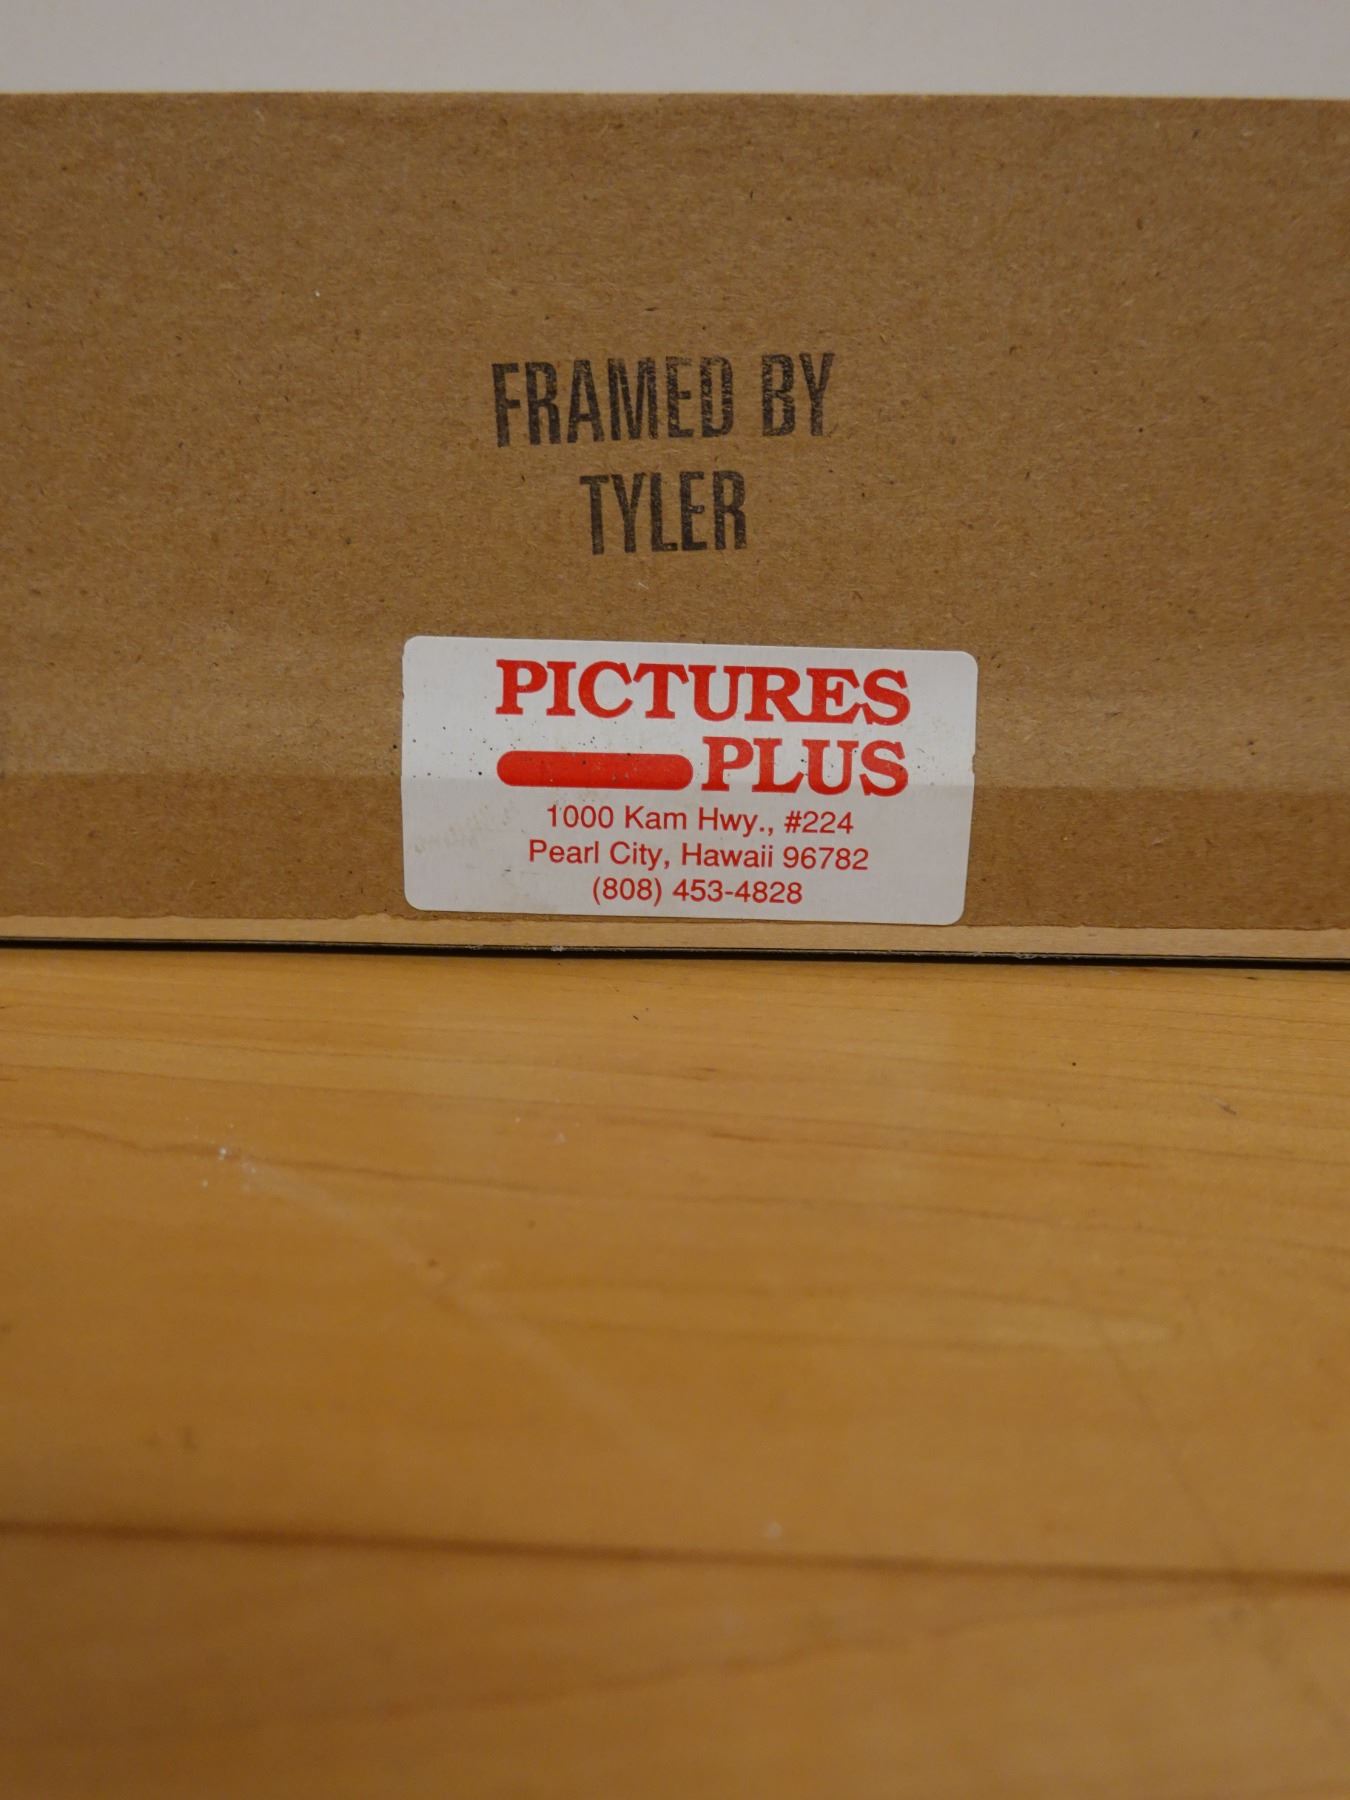 FRAMED BY
TYLER
PICTURES
PLUS
1000 Kam Hwy., #224
Pearl City, Hawaii 96782
(808) 453-4828